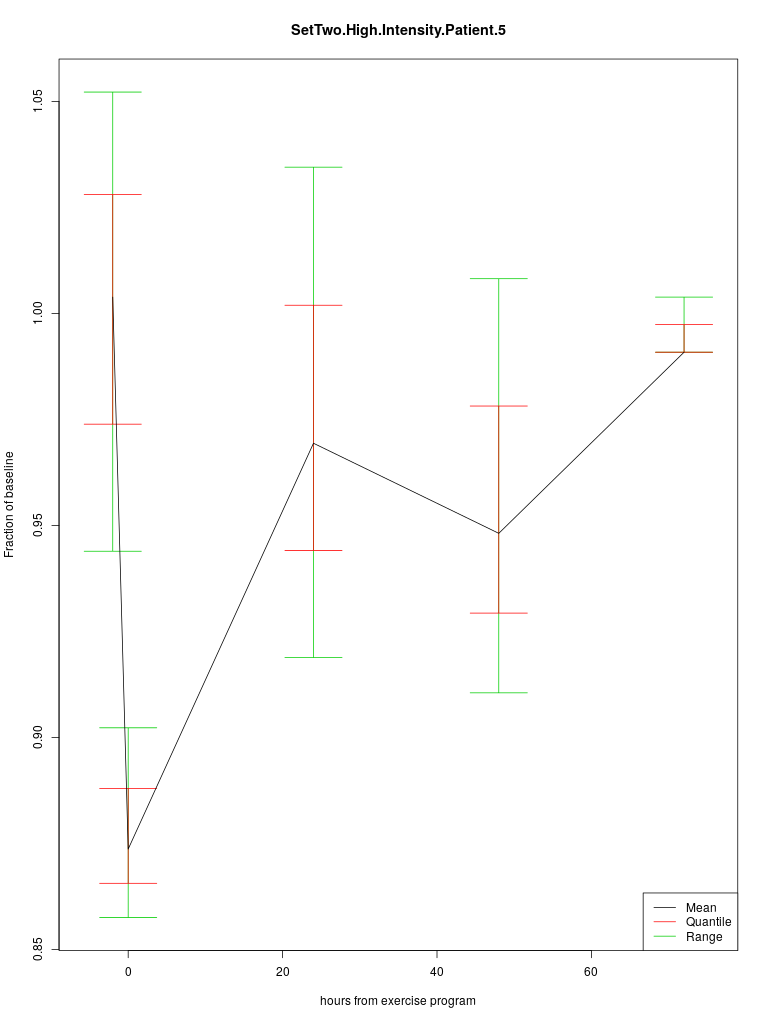 SetTwo.High.Intensity.Patient.5
Fraction of baseline
1.05
1.00
0.95
0.90
0.85
0 20 40 60
hours from exercise program
Mean
Quantile
Range